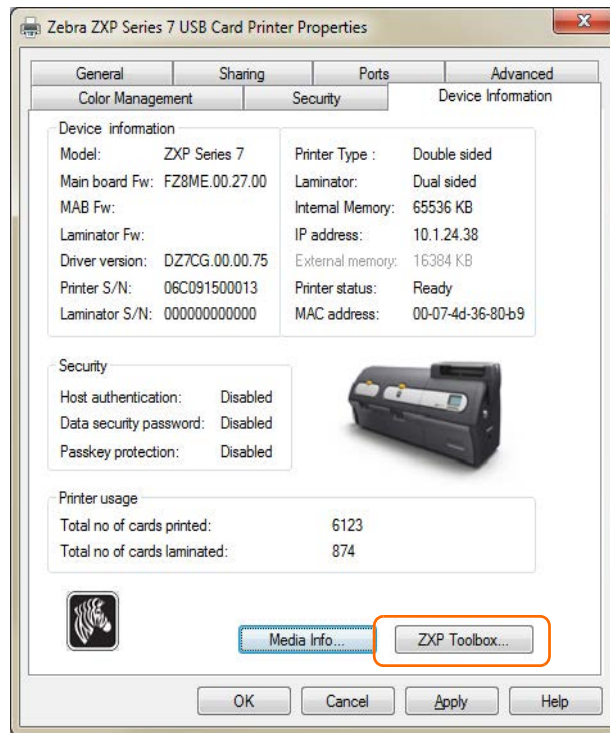 Zebra ZXP Series 7 USB Card Printer Properties
General Sharing Ports Advanced
Color Management Security Device Information
Device information
Model: ZXP Series 7
Main board Fw: FZ8ME.00.27.00
MAB Fw:
Laminator Fw:
Driver version: DZ7CG.00.00.75
Printer S/N: 06C091500013
Laminator S/N: 000000000000
Printer Type : Double sided
Laminator: Dual sided
Internal Memory: 65536 KB
IP address: 10.1.24.38
External memory: 16384 KB
Printer status: Ready
MAC address: 00-07-4d-36-80-b9
Security
Host authentication: Disabled
Data security password: Disabled
Passkey protection: Disabled
Printer usage
Total no of cards printed: 6123
Total no of cards laminated: 874
Media Info... ZXP Toolbox...
OK Cancel Apply Help